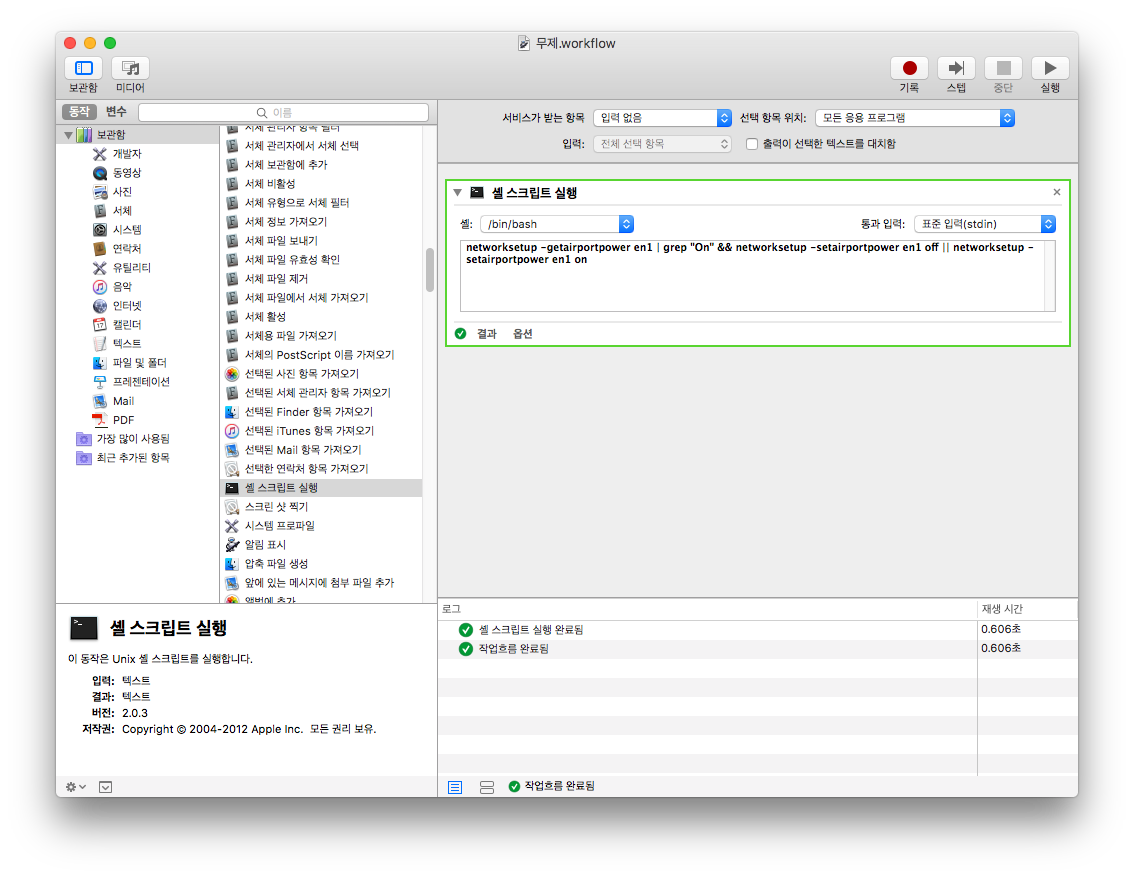 무제.workflow
보관함 미디어 기록 스텝 중단 실행
동작 변수 이름
보관함
개발자
동영상
사진
서체
시스템
연락처
유틸리티
음악
인터넷
캘린더
텍스트
파일 및 폴더
프레젠테이션
Mail
PDF
가장 많이 사용됨
최근 추가된 항목
서체 관리자 항목 필터
서체 관리자에서 서체 선택
서체 보관함에 추가
서체 비활성
서체 유형으로 서체 필터
서체 정보 가져오기
서체 파일 보내기
서체 파일 유효성 확인
서체 파일 제거
서체 파일에서 서체 가져오기
서체 활성
서체용 파일 가져오기
서체의 PostScript 이름 가져오기
선택된 사진 항목 가져오기
선택된 서체 관리자 항목 가져오기
선택된 Finder 항목 가져오기
선택된 iTunes 항목 가져오기
선택된 Mail 항목 가져오기
선택한 연락처 항목 가져오기
셸 스크립트 실행
스크린 샷 찍기
시스템 프로파일
알림 표시
압축 파일 생성
앞에 있는 메시지에 첨부 파일 추가
앨범에 추가
셸 스크립트 실행
이 동작은 Unix 셸 스크립트를 실행합니다.
입력: 텍스트
결과: 텍스트
버전: 2.0.3
저작권: Copyright © 2004-2012 Apple Inc. 모든 권리 보유.
서비스가 받는 항목 입력 없음 선택 항목 위치: 모든 응용 프로그램
입력: 전체 선택 항목 출력이 선택한 텍스트를 대치함
셸 스크립트 실행
셸: /bin/bash 통과 입력: 표준 입력(stdin)
networksetup -getairportpower en1 | grep "On" && networksetup -setairportpower en1 off || networksetup -
setairportpower en1 on
결과 옵션
로그 재생 시간
셸 스크립트 실행 완료됨 0.606초
작업흐름 완료됨 0.606초
작업흐름 완료됨